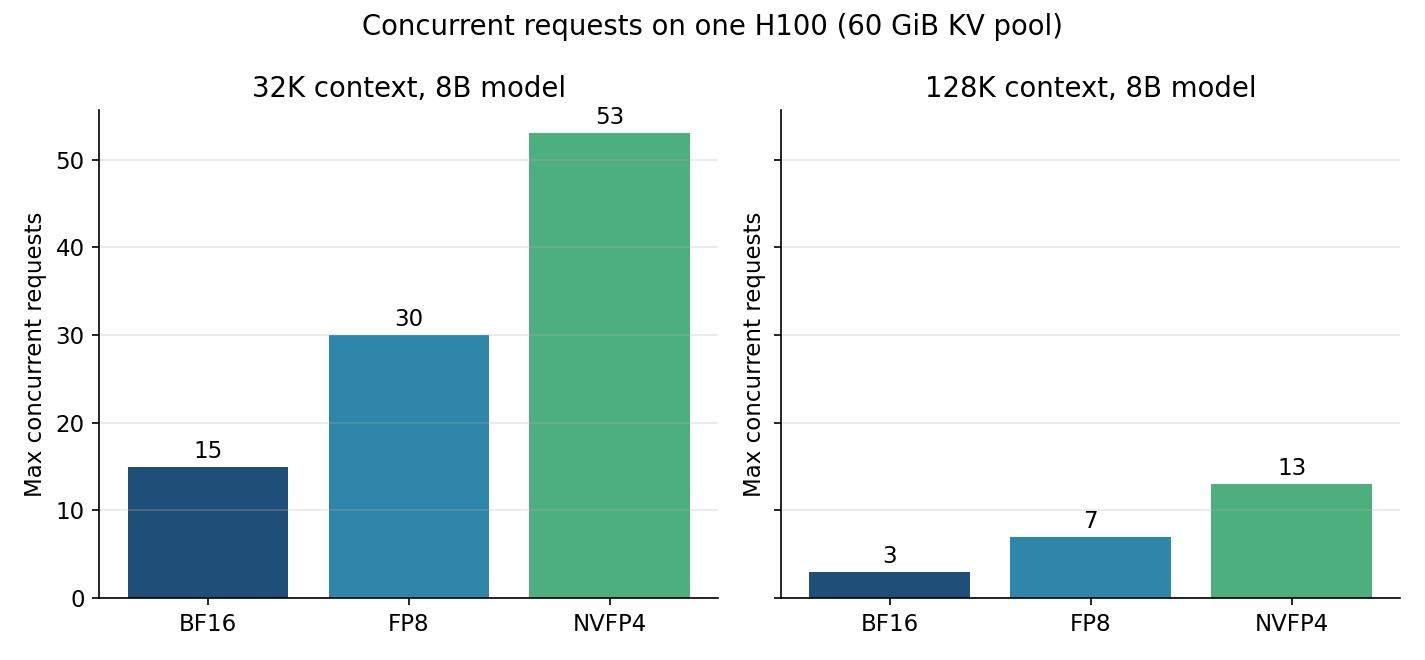 Concurrent requests on one H100 (60 GiB KV pool)
32K context, 8B model
Max concurrent requests
50
40
30
20
10
0
15
30
53
BF16
FP8
NVFP4
128K context, 8B model
Max concurrent requests
3
7
13
BF16
FP8
NVFP4